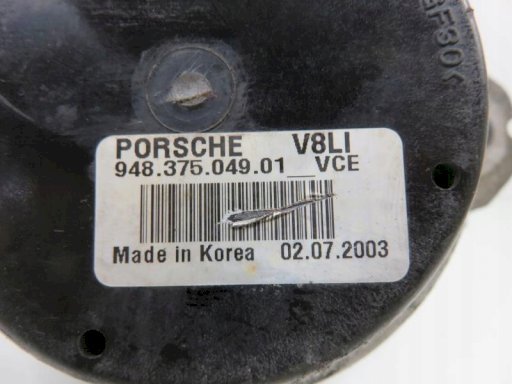 PORSCHE V8LI
948.375.049.01__VCE
Made in Korea 02.07.2003